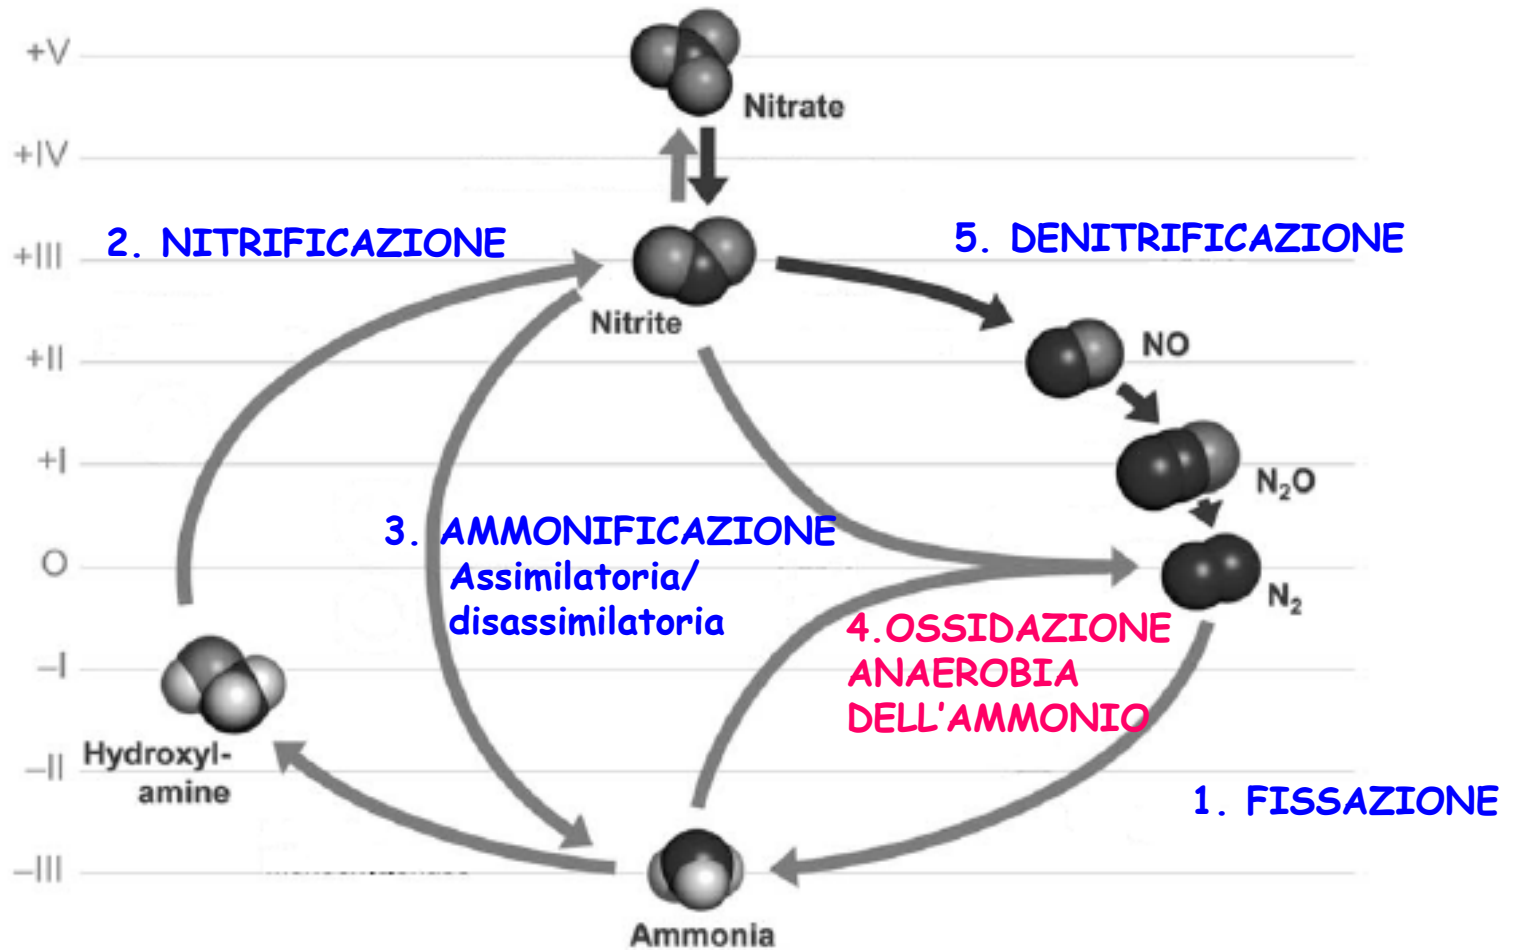 +V
Nitrate
+IV
2. NITRIFICAZIONE
5. DENITRIFICAZIONE
+III
Nitrite
NO
+II
+I
N₂O
3. AMMONIFICAZIONE
Assimilatoria/
disassimilatoria
O
N₂
4.OSSIDAZIONE
ANAEROBIA
DELL'AMMONIO
–I
Hydroxyl-
amine
–II
1. FISSAZIONE
–III
Ammonia